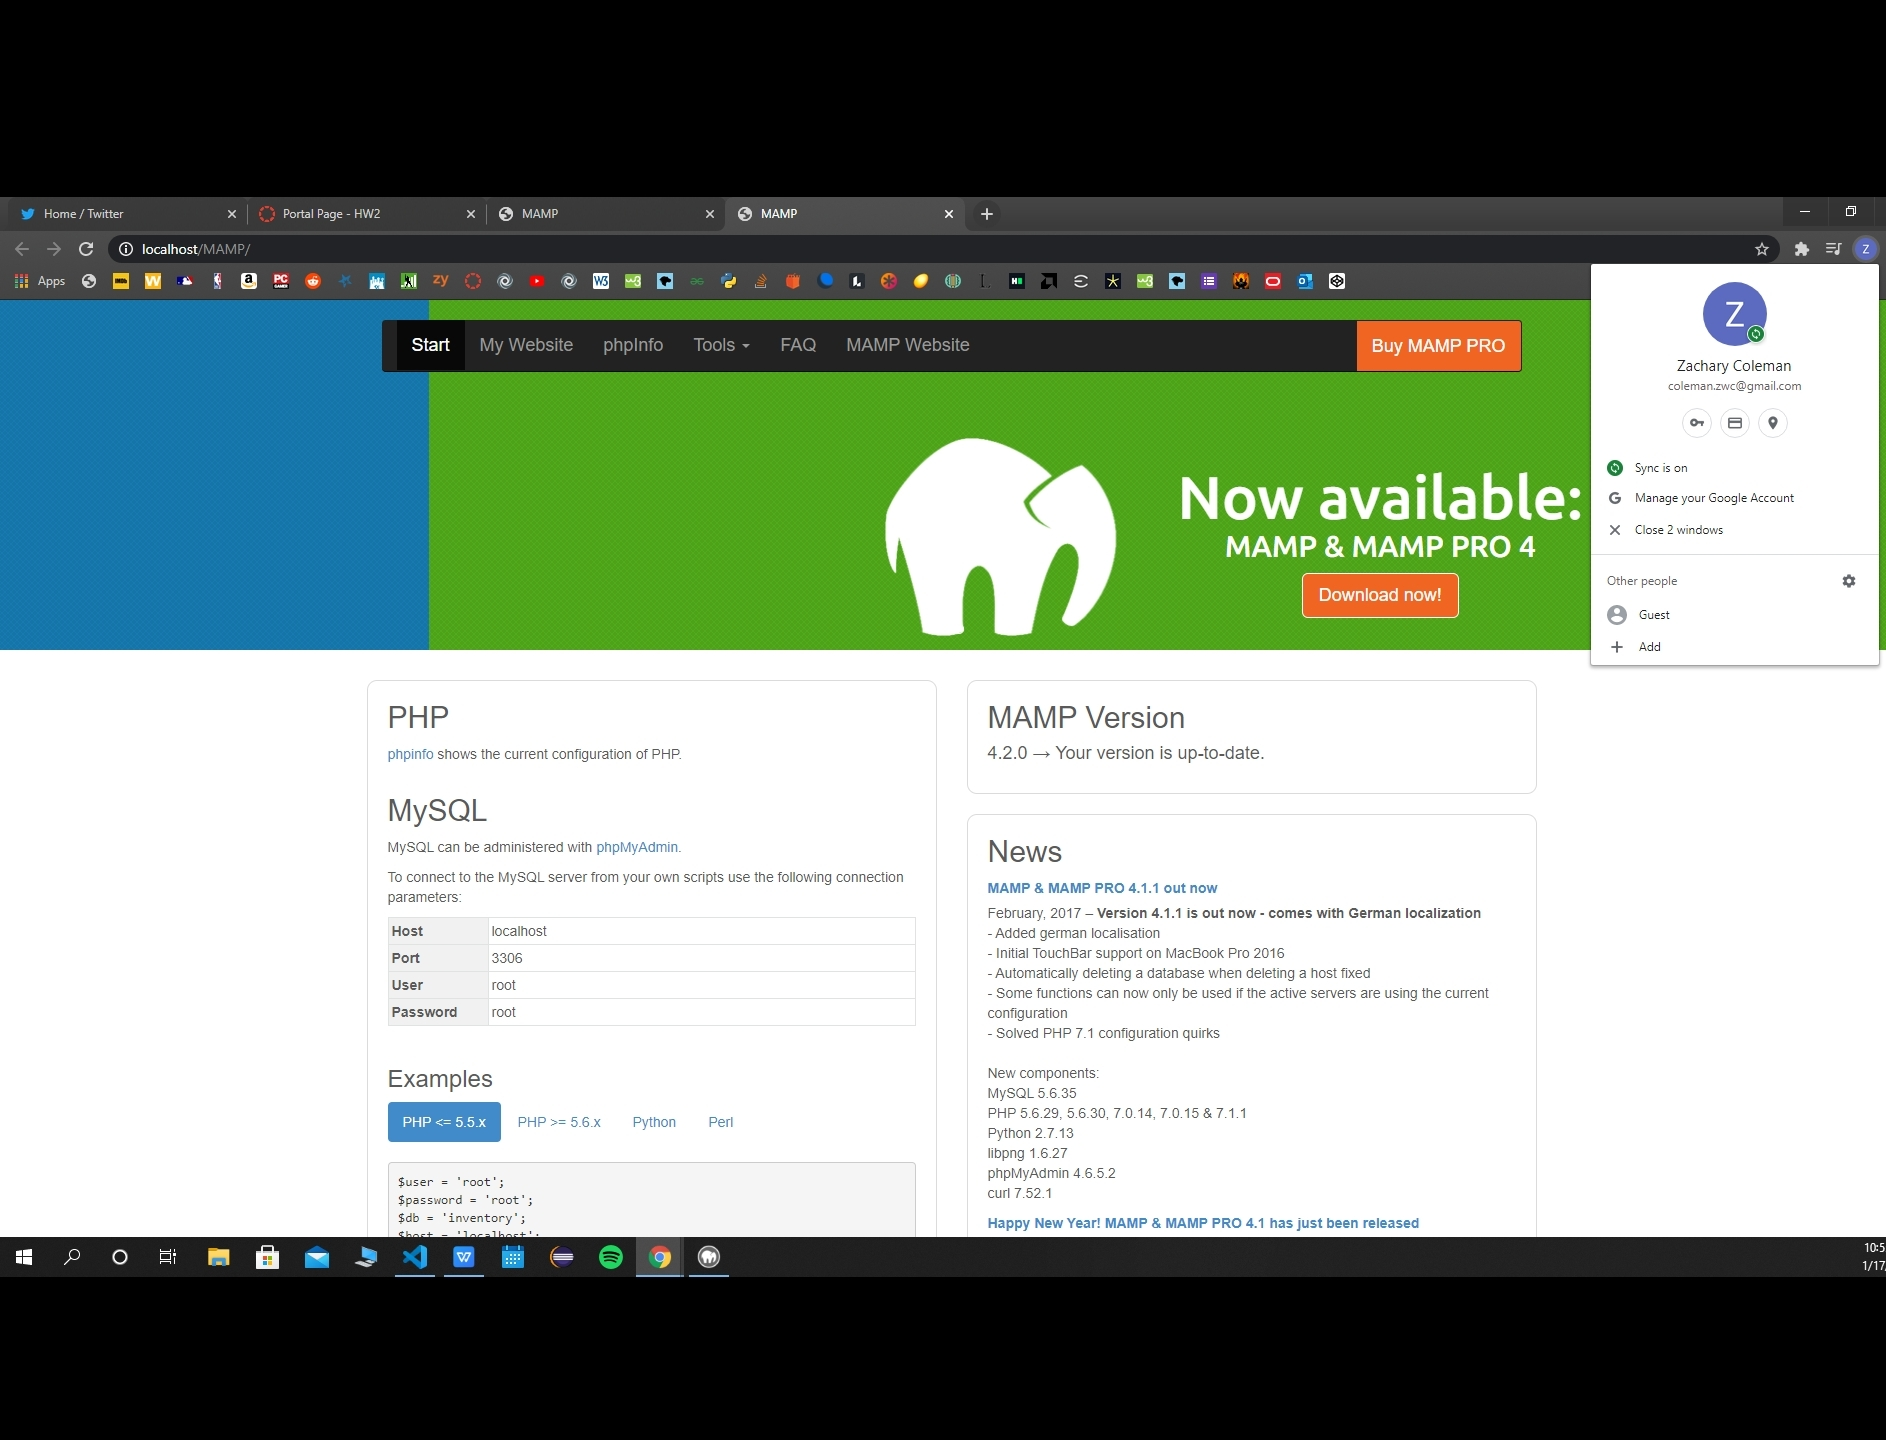 Home / Twitter
Portal Page - HW2
MAMP
MAMP
localhost/MAMP/
Z
Apps
Start
My Website
phpInfo
Tools
FAQ
MAMP Website
Buy MAMP PRO
Z
Zachary Coleman
coleman.zwc@gmail.com
Sync is on
Manage your Google Account
Close 2 windows
Other people
Guest
Add
Now available:
MAMP & MAMP PRO 4
Download now!
PHP
phpinfo shows the current configuration of PHP.
MySQL
MySQL can be administered with phpMyAdmin.
To connect to the MySQL server from your own scripts use the following connection
parameters:
Host localhost
Port 3306
User root
Password root
Examples
PHP <= 5.5.x PHP >= 5.6.x Python Perl
$user = 'root';
$password = 'root';
$db = 'inventory';
$host = 'localhost';
MAMP Version
4.2.0 → Your version is up-to-date.
News
MAMP & MAMP PRO 4.1.1 out now
February, 2017 – Version 4.1.1 is out now - comes with German localization
- Added german localisation
- Initial TouchBar support on MacBook Pro 2016
- Automatically deleting a database when deleting a host fixed
- Some functions can now only be used if the active servers are using the current
configuration
- Solved PHP 7.1 configuration quirks
New components:
MySQL 5.6.35
PHP 5.6.29, 5.6.30, 7.0.14, 7.0.15 & 7.1.1
Python 2.7.13
libpng 1.6.27
phpMyAdmin 4.6.5.2
curl 7.52.1
Happy New Year! MAMP & MAMP PRO 4.1 has just been released
10:5
1/17/